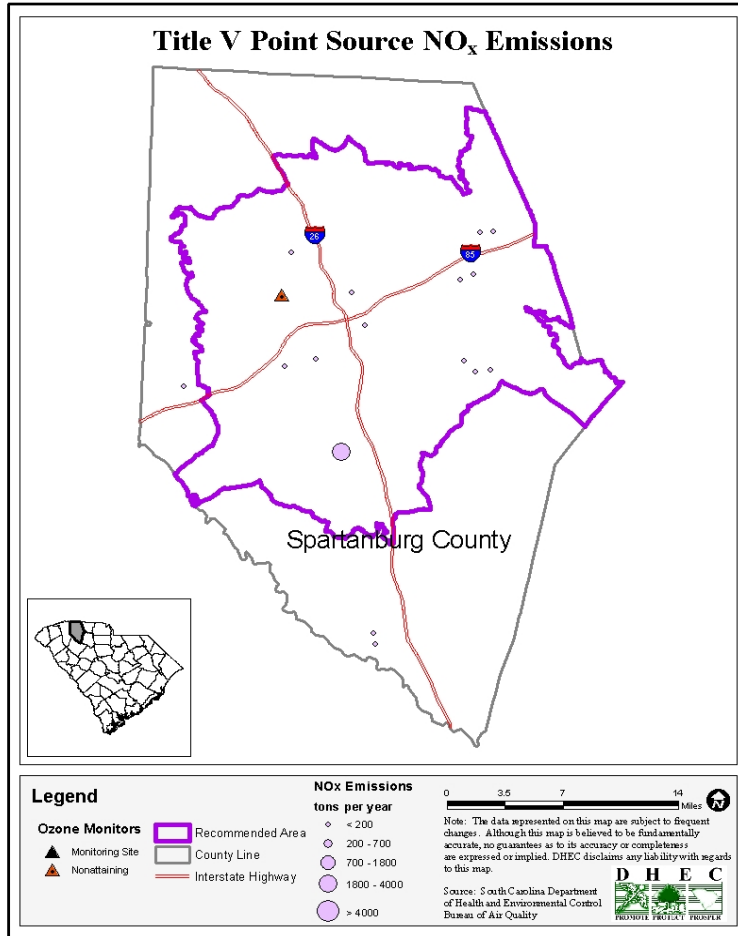 Title V Point Source NOx Emissions
26
85
Spartanburg County
Legend
Ozone Monitors
Monitoring Site
Nonattaining
Recommended Area
County Line
Interstate Highway
NOx Emissions
tons per year
< 200
200 - 700
700 - 1800
1800 - 4000
> 4000
0 3.5 7 14
Miles
N
Note: The data represented on this map are subject to frequent
changes. Although this map is believed to be fundamentally
accurate, no guarantees as to its accuracy or completeness
are expressed or implied. DHEC disclaims any liability with regards
to this map.
Source: South Carolina Department
of Health and Environmental Control
Bureau of Air Quality
D H E C
PROMOTE PROTECT PROSPER